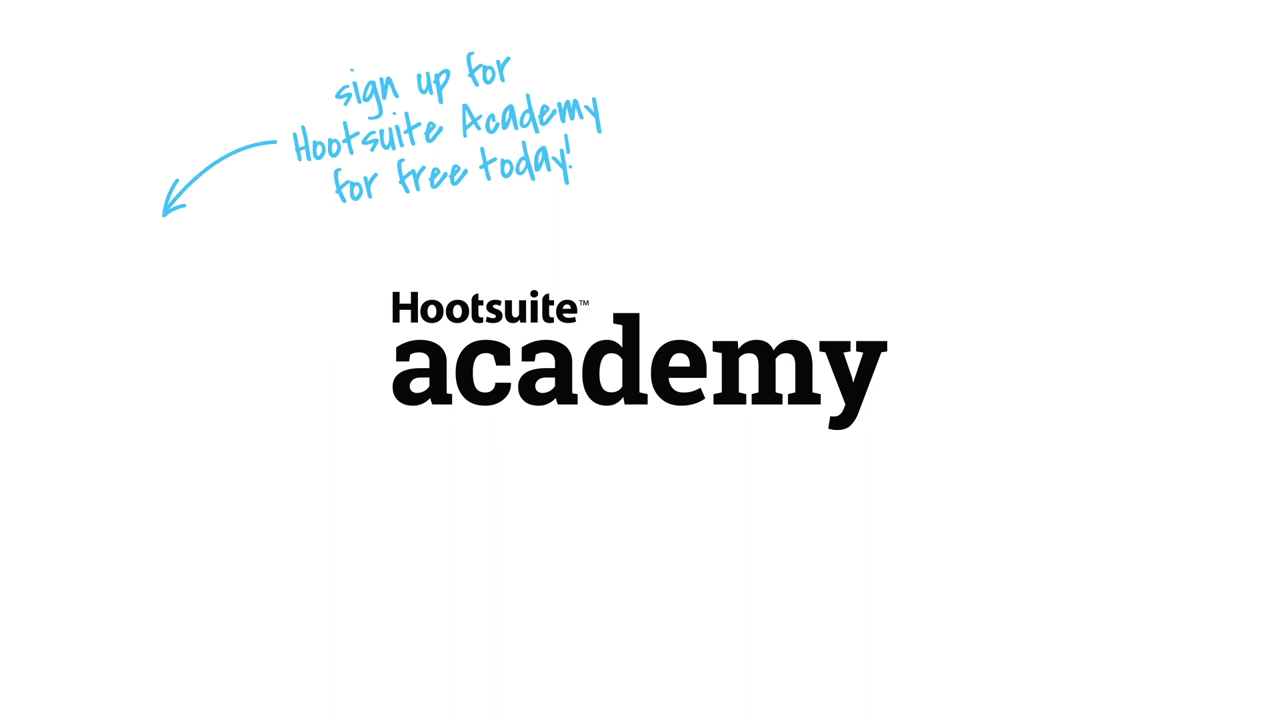 sign up for
Hootsuite Academy
for free today!
Hootsuite™
academy